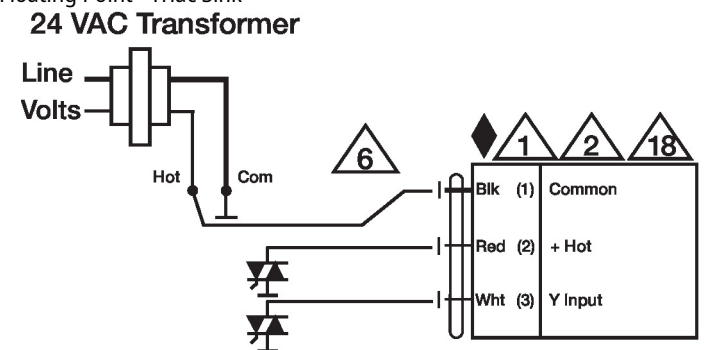 24 VAC Transformer
Line
Volts
Hot
Com
6
1
2
18
Blk (1) Common
Red (2) + Hot
Wht (3) Y Input